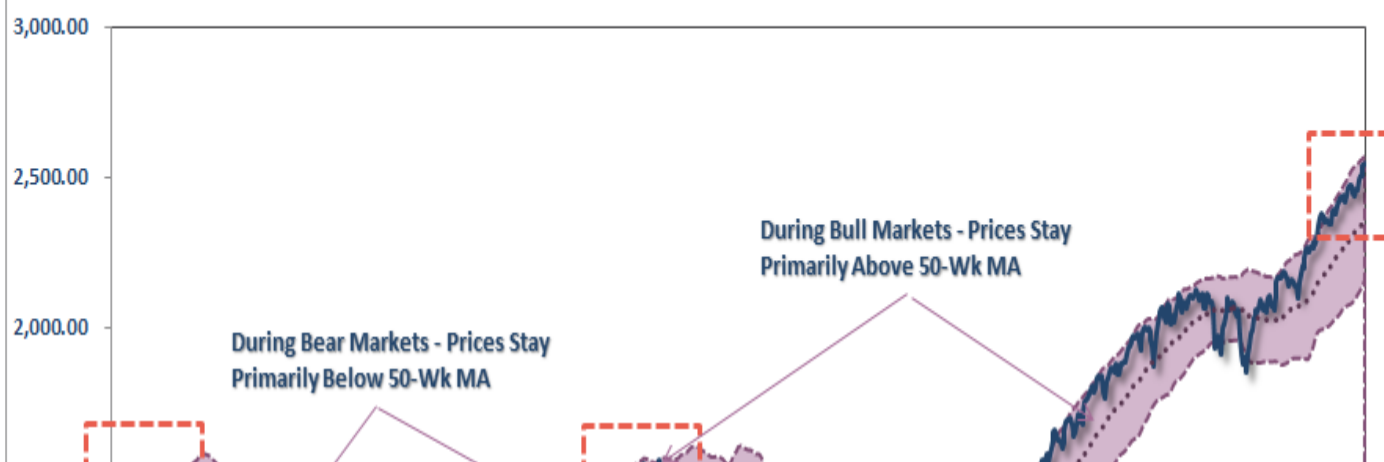 3,000.00
2,500.00
During Bull Markets - Prices Stay
Primarily Above 50-Wk MA
2,000.00
During Bear Markets - Prices Stay
Primarily Below 50-Wk MA